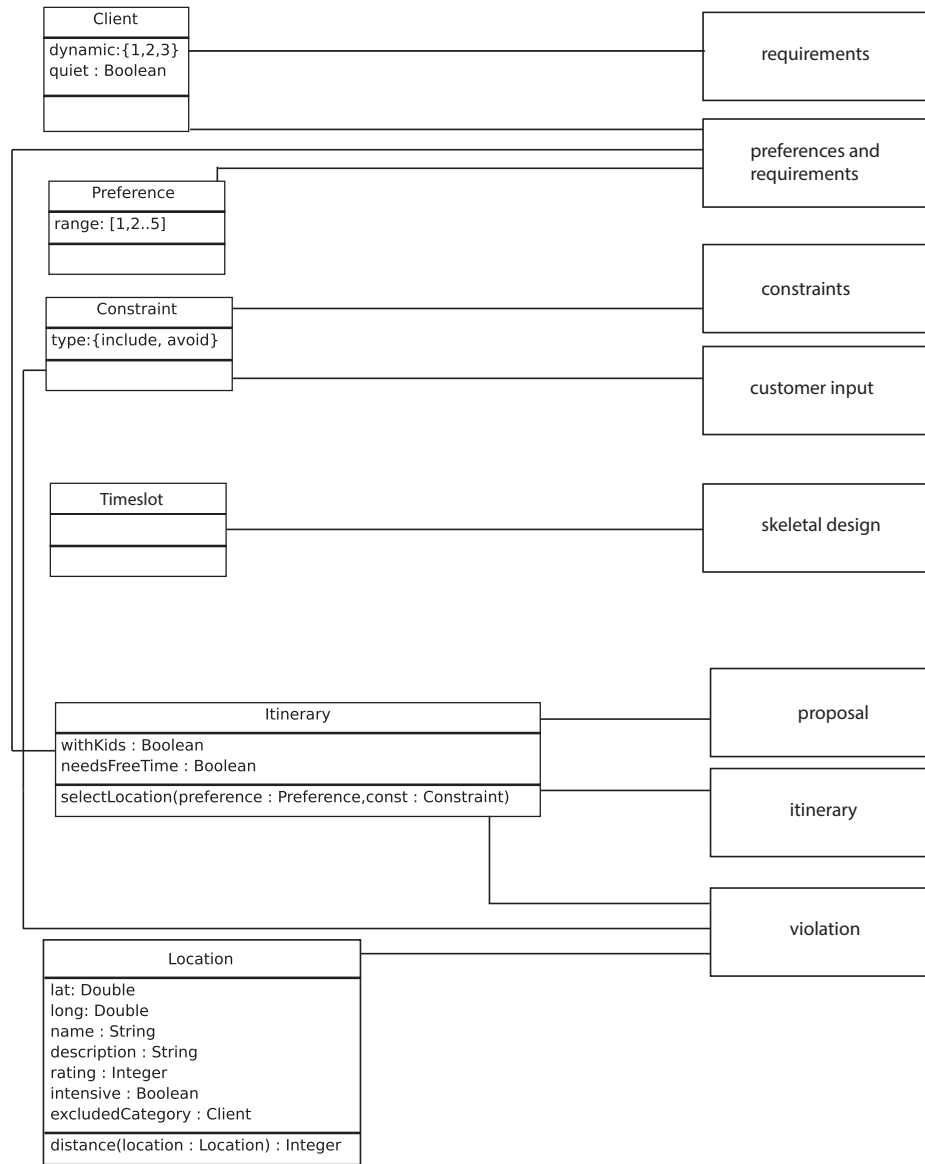 Client
dynamic:{1,2,3}
quiet : Boolean
requirements
preferences and
requirements
Preference
range: [1,2..5]
constraints
Constraint
type:{include, avoid}
customer input
Timeslot
skeletal design
proposal
Itinerary
withKids : Boolean
needsFreeTime : Boolean
selectLocation(preference : Preference,const : Constraint)
itinerary
violation
Location
lat: Double
long: Double
name : String
description : String
rating : Integer
intensive : Boolean
excludedCategory : Client
distance(location : Location) : Integer